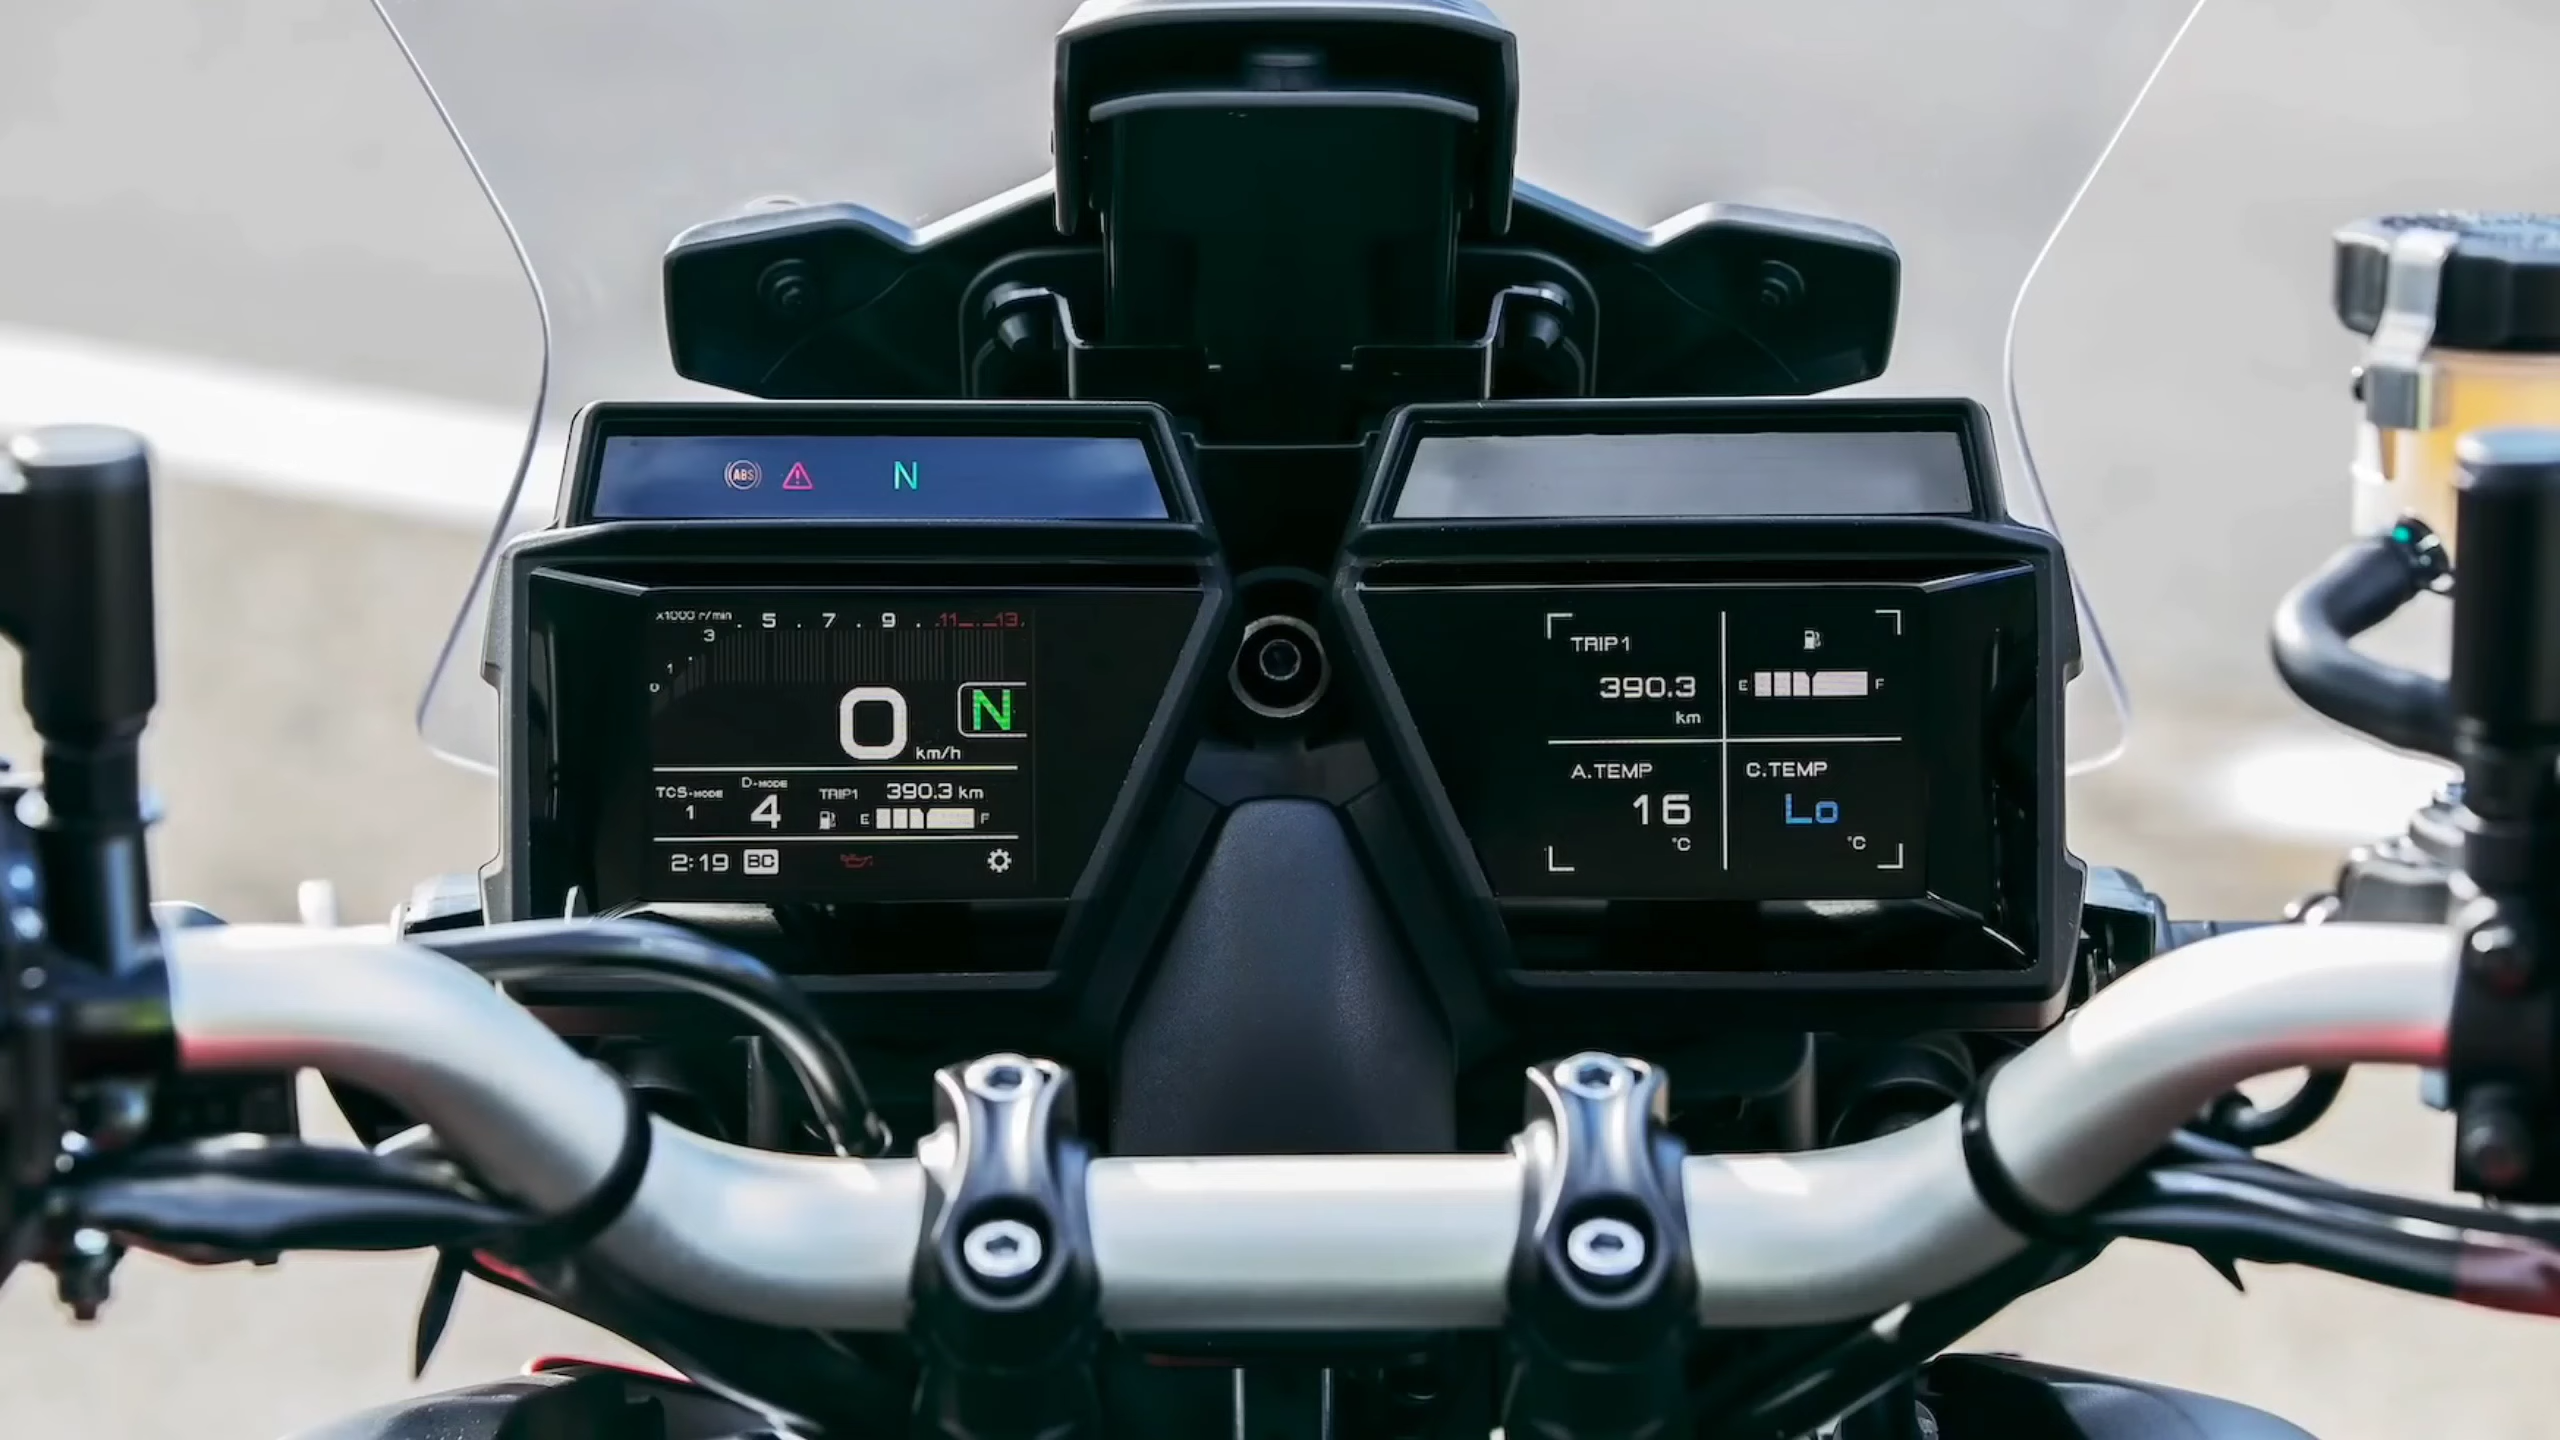 ABS N
x1000 r/min
0 1 3 5 7 9 11 13
0 km/h
N
TCS-MODE
1
D-MODE
4
TRIP1 390.3 km
E F
2:19 BC
TRIP1
390.3
km
E F
A.TEMP
16
°C
C.TEMP
Lo
°C